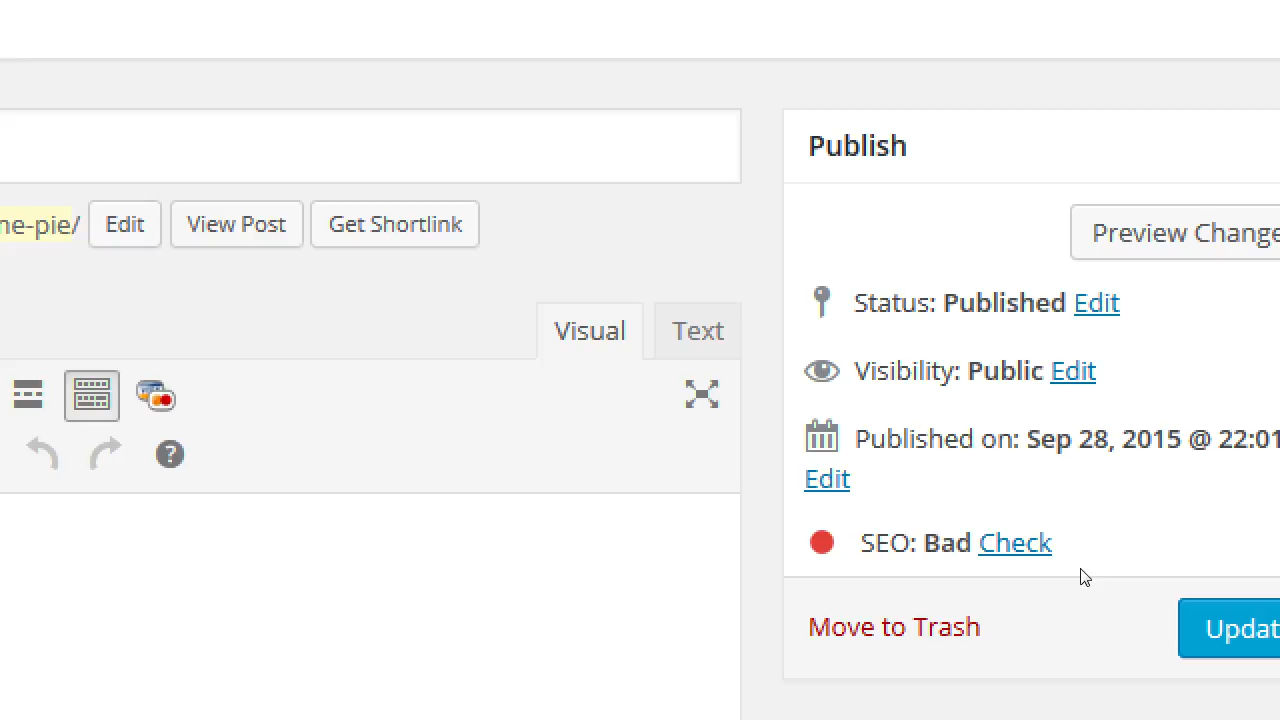 Publish
ne-pie/ Edit View Post Get Shortlink
Preview Change
Status: Published Edit
Visual Text
Visibility: Public Edit
Published on: Sep 28, 2015 @ 22:01
Edit
SEO: Bad Check
Move to Trash
Updat